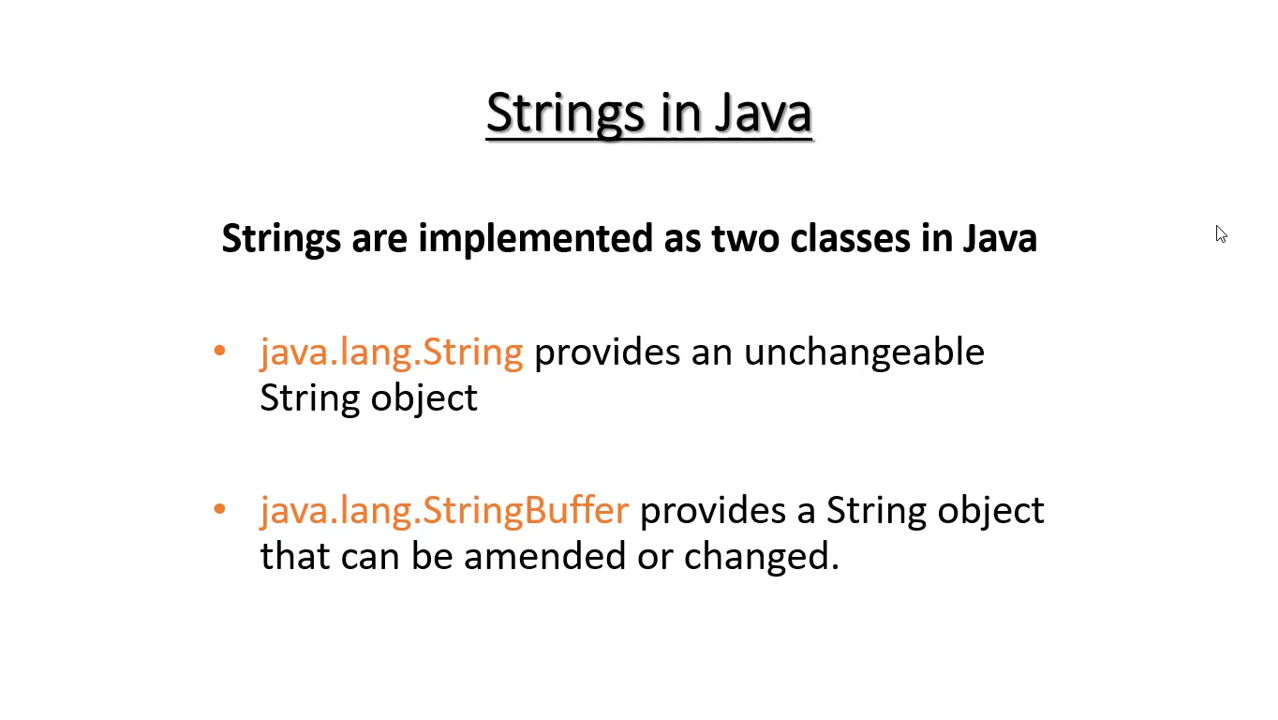 Strings in Java
Strings are implemented as two classes in Java
• java.lang.String provides an unchangeable
String object
• java.lang.StringBuffer provides a String object
that can be amended or changed.